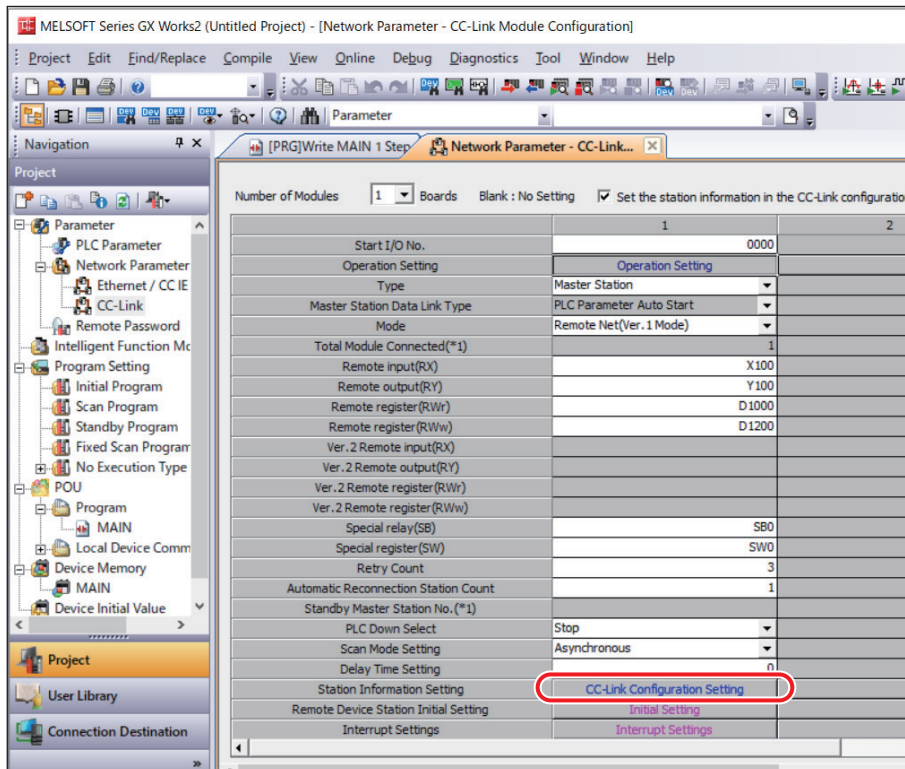 MELSOFT Series GX Works2 (Untitled Project) - [Network Parameter - CC-Link Module Configuration]
Project Edit Find/Replace Compile View Online Debug Diagnostics Tool Window Help
Parameter
Navigation
[PRG]Write MAIN 1 Step
Network Parameter - CC-Link...
Project
Number of Modules 1 Boards Blank : No Setting Set the station information in the CC-Link configuratio
Parameter
PLC Parameter
Network Parameter
Ethernet / CC IE
CC-Link
Remote Password
Intelligent Function Mo
Program Setting
Initial Program
Scan Program
Standby Program
Fixed Scan Program
No Execution Type
POU
Program
MAIN
Local Device Comm
Device Memory
MAIN
Device Initial Value
Project
User Library
Connection Destination
1 2
Start I/O No. 0000
Operation Setting Operation Setting
Type Master Station
Master Station Data Link Type PLC Parameter Auto Start
Mode Remote Net(Ver.1 Mode)
Total Module Connected(*1) 1
Remote input(RX) X100
Remote output(RY) Y100
Remote register(RWr) D1000
Remote register(RWw) D1200
Ver.2 Remote input(RX)
Ver.2 Remote output(RY)
Ver.2 Remote register(RWr)
Ver.2 Remote register(RWw)
Special relay(SB) SB0
Special register(SW) SW0
Retry Count 3
Automatic Reconnection Station Count 1
Standby Master Station No.(*1)
PLC Down Select Stop
Scan Mode Setting Asynchronous
Delay Time Setting 0
Station Information Setting CC-Link Configuration Setting
Remote Device Station Initial Setting Initial Setting
Interrupt Settings Interrupt Settings